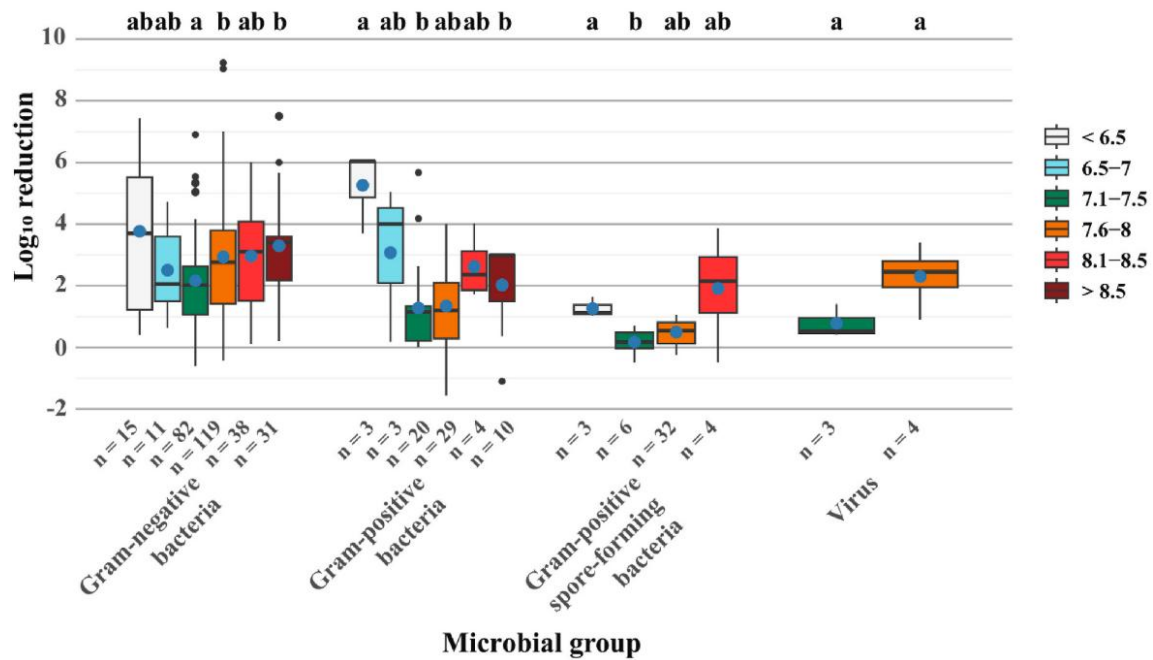 ab ab a b ab b a ab b ab ab b a b ab ab a a
10
8
6
4
2
0
-2
Log₁₀ reduction
< 6.5
6.5–7
7.1–7.5
7.6–8
8.1–8.5
> 8.5
n = 15
n = 11
n = 82
n = 119
n = 38
n = 31
n = 3
n = 3
n = 20
n = 29
n = 4
n = 10
n = 3
n = 6
n = 32
n = 4
n = 3
n = 4
Gram-negative
bacteria
Gram-positive
bacteria
Gram-positive
spore-forming
bacteria
Virus
Microbial group